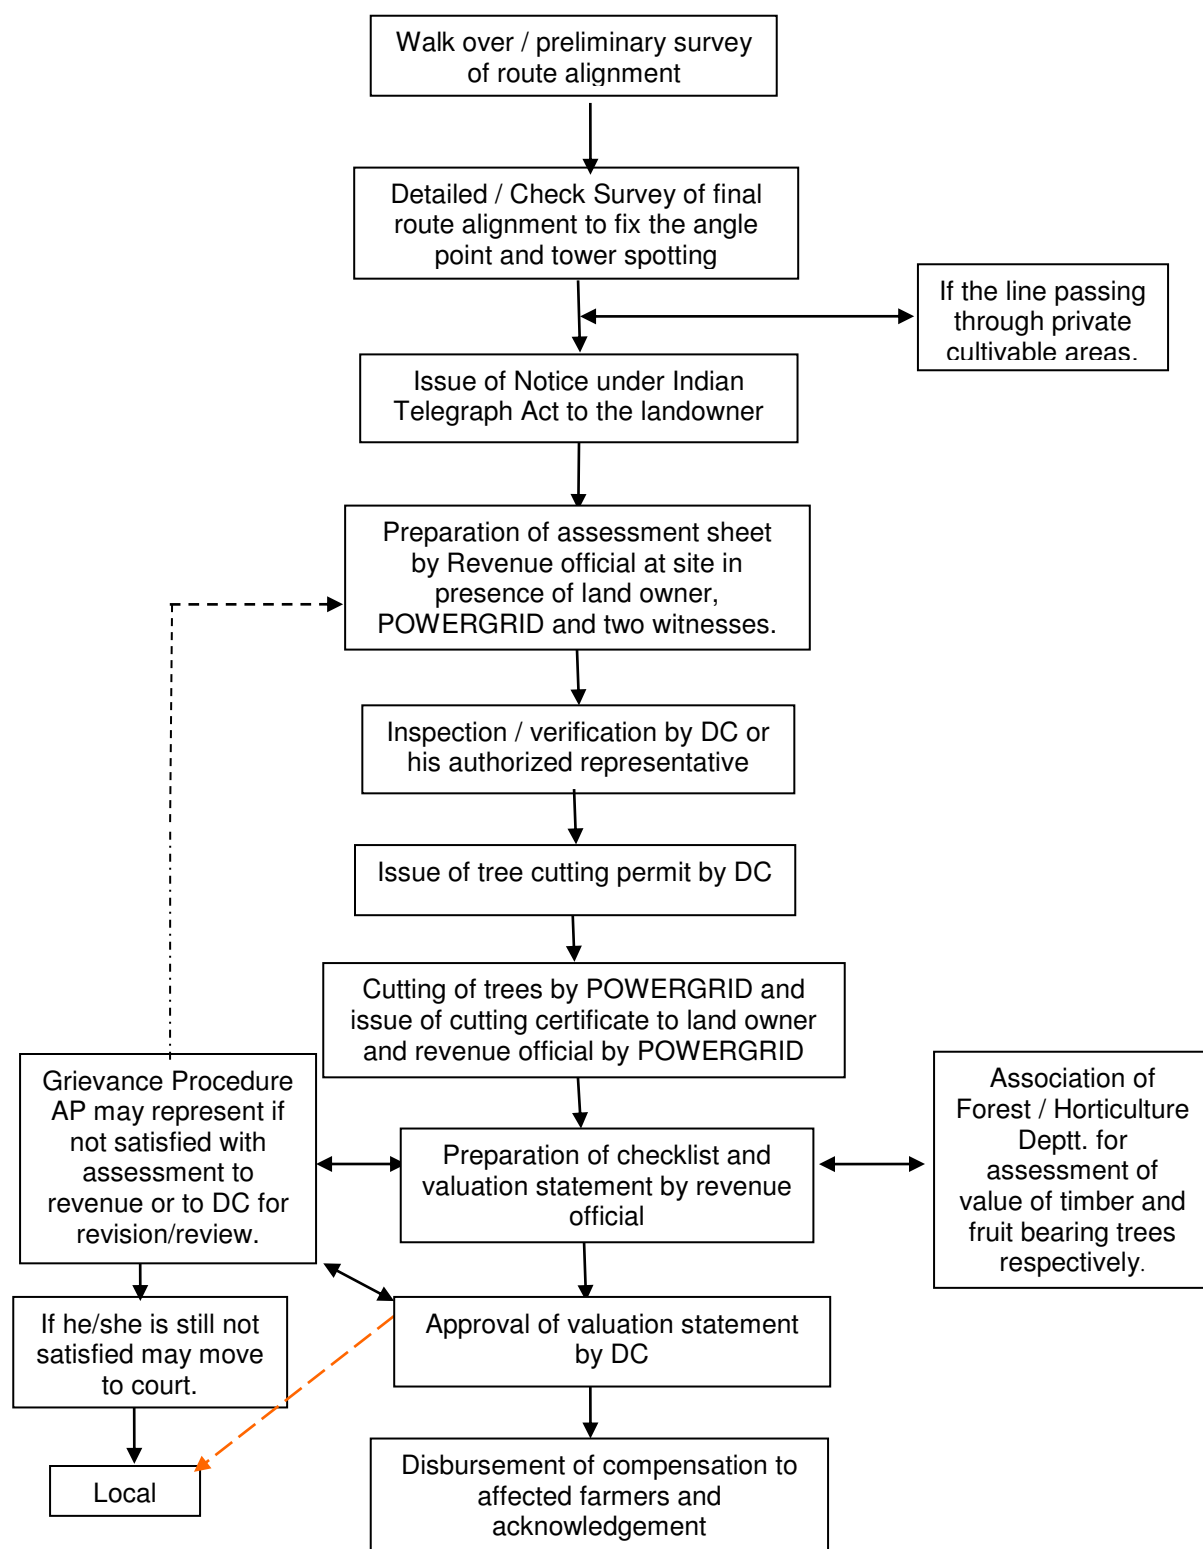 Walk over / preliminary survey
of route alignment
Detailed / Check Survey of final
route alignment to fix the angle
point and tower spotting
If the line passing
through private
cultivable areas.
Issue of Notice under Indian
Telegraph Act to the landowner
Preparation of assessment sheet
by Revenue official at site in
presence of land owner,
POWERGRID and two witnesses.
Inspection / verification by DC or
his authorized representative
Issue of tree cutting permit by DC
Cutting of trees by POWERGRID and
issue of cutting certificate to land owner
and revenue official by POWERGRID
Grievance Procedure
AP may represent if
not satisfied with
assessment to
revenue or to DC for
revision/review.
Preparation of checklist and
valuation statement by revenue
official
Association of
Forest / Horticulture
Deptt. for
assessment of
value of timber and
fruit bearing trees
respectively.
If he/she is still not
satisfied may move
to court.
Approval of valuation statement
by DC
Local
Disbursement of compensation to
affected farmers and
acknowledgement